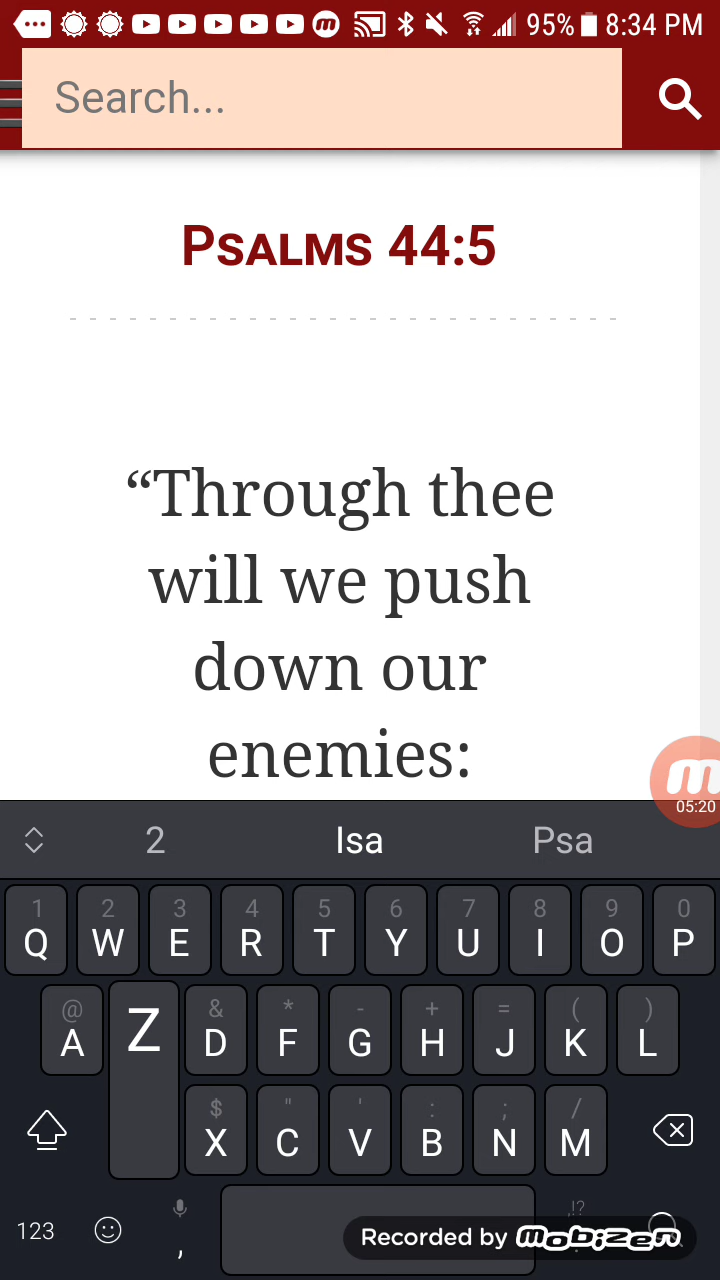 95% 8:34 PM
Search...
PSALMS 44:5
“Through thee
will we push
down our
enemies:
05:20
2 Isa Psa
1 2 3 4 5 6 7 8 9 0
Q W E R T Y U I O P
@ & * - + = ( )
A Z D F G H J K L
$ " ' : ; /
X C V B N M
,!?
123 ,
Recorded by mobizen